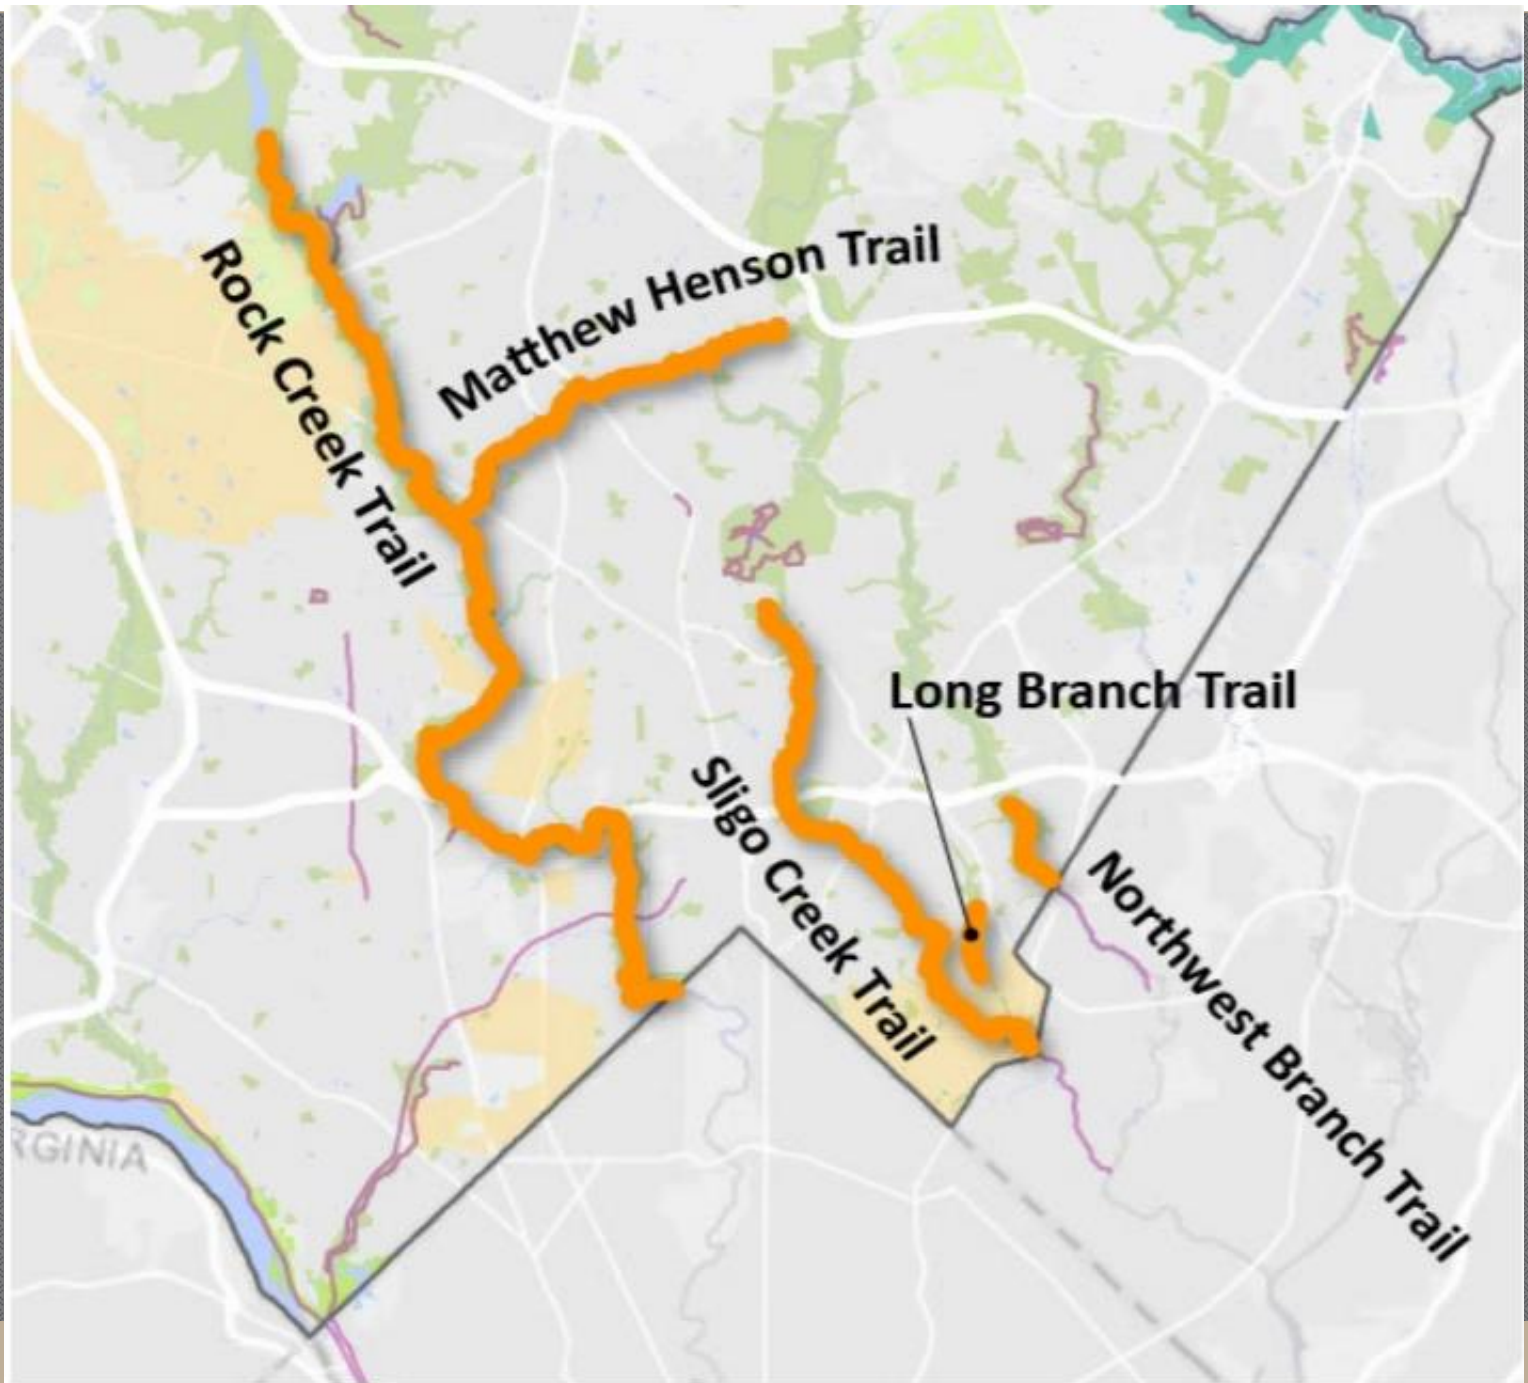 Matthew Henson Trail
Rock Creek Trail
Long Branch Trail
Sligo Creek Trail
Northwest Branch Trail
RGINIA